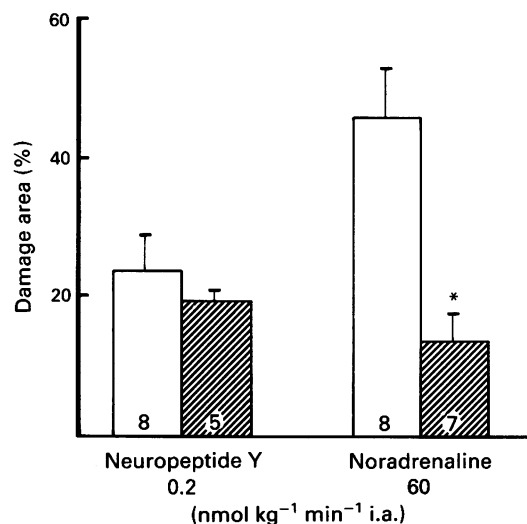 60
40
20
Damage area (%)
*
8
5
8
7
Neuropeptide Y
0.2
Noradrenaline
60
(nmol kg⁻¹ min⁻¹ i.a.)